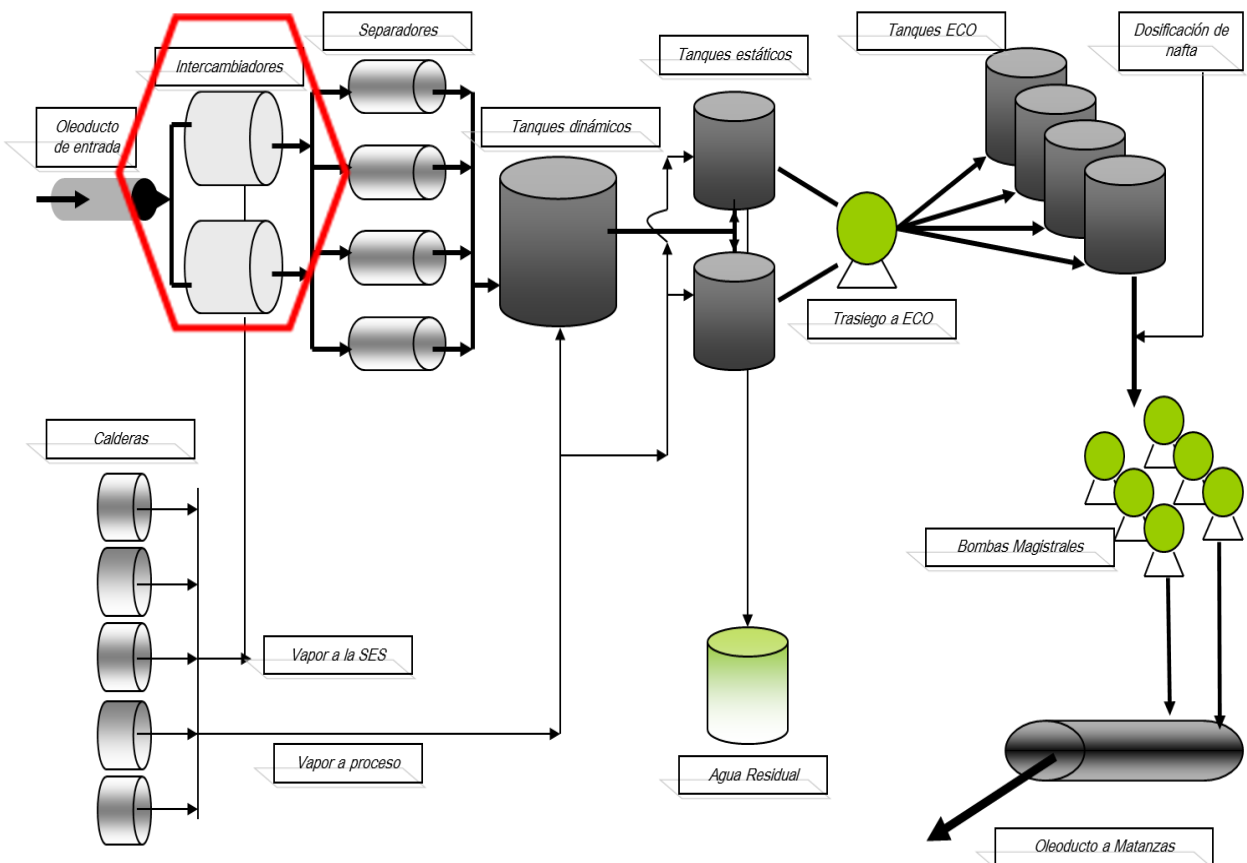 Separadores
Intercambiadores
Oleoducto
de entrada
Tanques dinámicos
Tanques estáticos
Tanques ECO
Dosificación de
nafta
Trasiego a ECO
Calderas
Bombas Magistrales
Vapor a la SES
Vapor a proceso
Agua Residual
Oleoducto a Matanzas